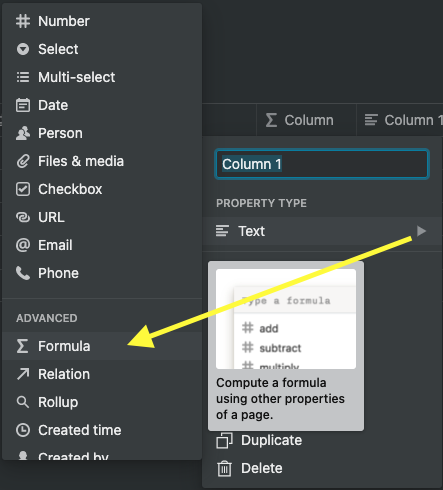 Number
Select
Multi-select
Date
Person
Files & media
Checkbox
URL
Email
Phone
ADVANCED
Formula
Relation
Rollup
Created time
Created by
Column
Column 1
Column 1
PROPERTY TYPE
Text
Type a formula
add
subtract
multiply
Compute a formula
using other properties
of a page.
Duplicate
Delete